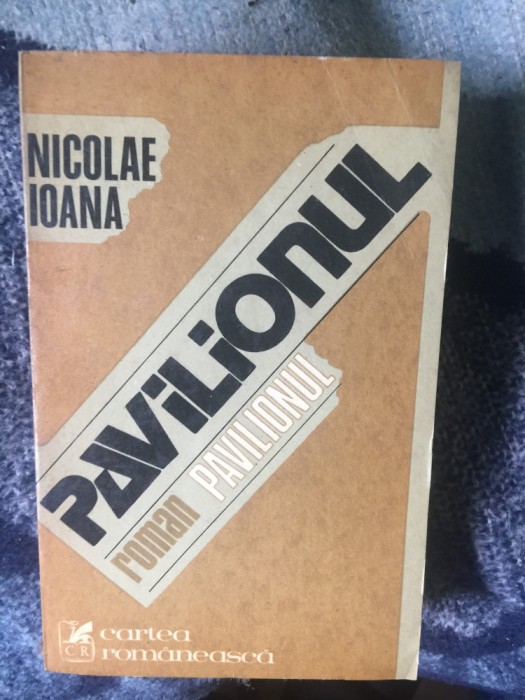 NICOLAE
IOANA
PAViLiONUL
roman PAVILIONUL
CR
cartea
românească